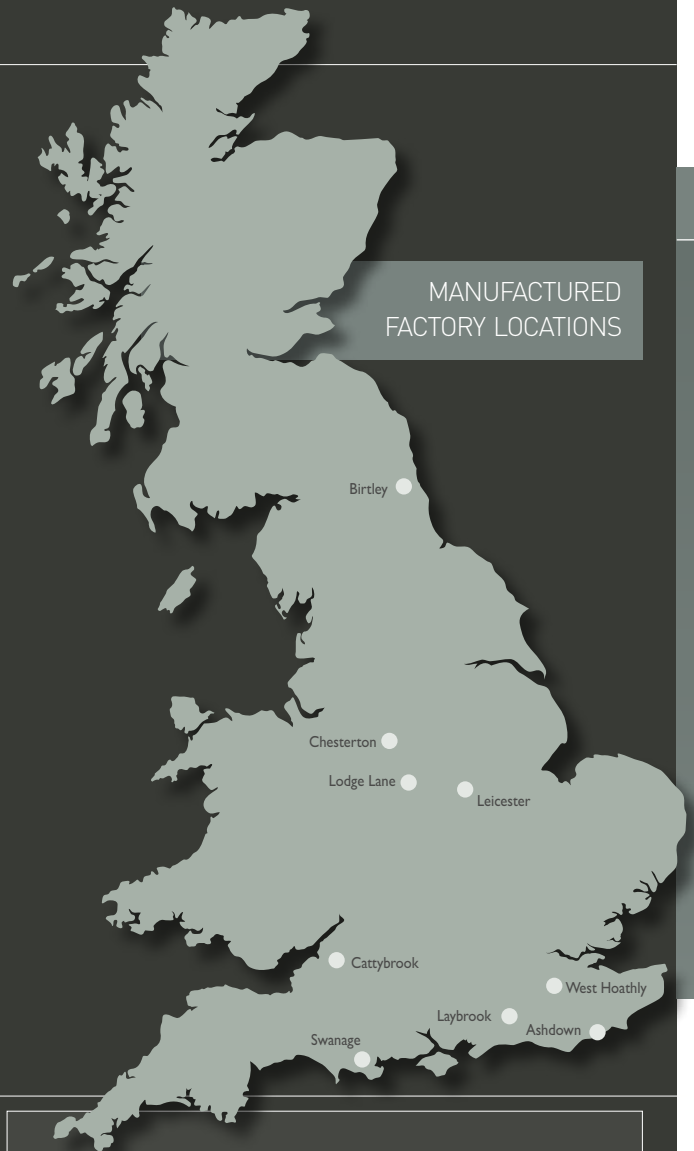 MANUFACTURED
FACTORY LOCATIONS
Birtley
Chesterton
Lodge Lane
Leicester
Cattybrook
West Hoathly
Laybrook
Ashdown
Swanage